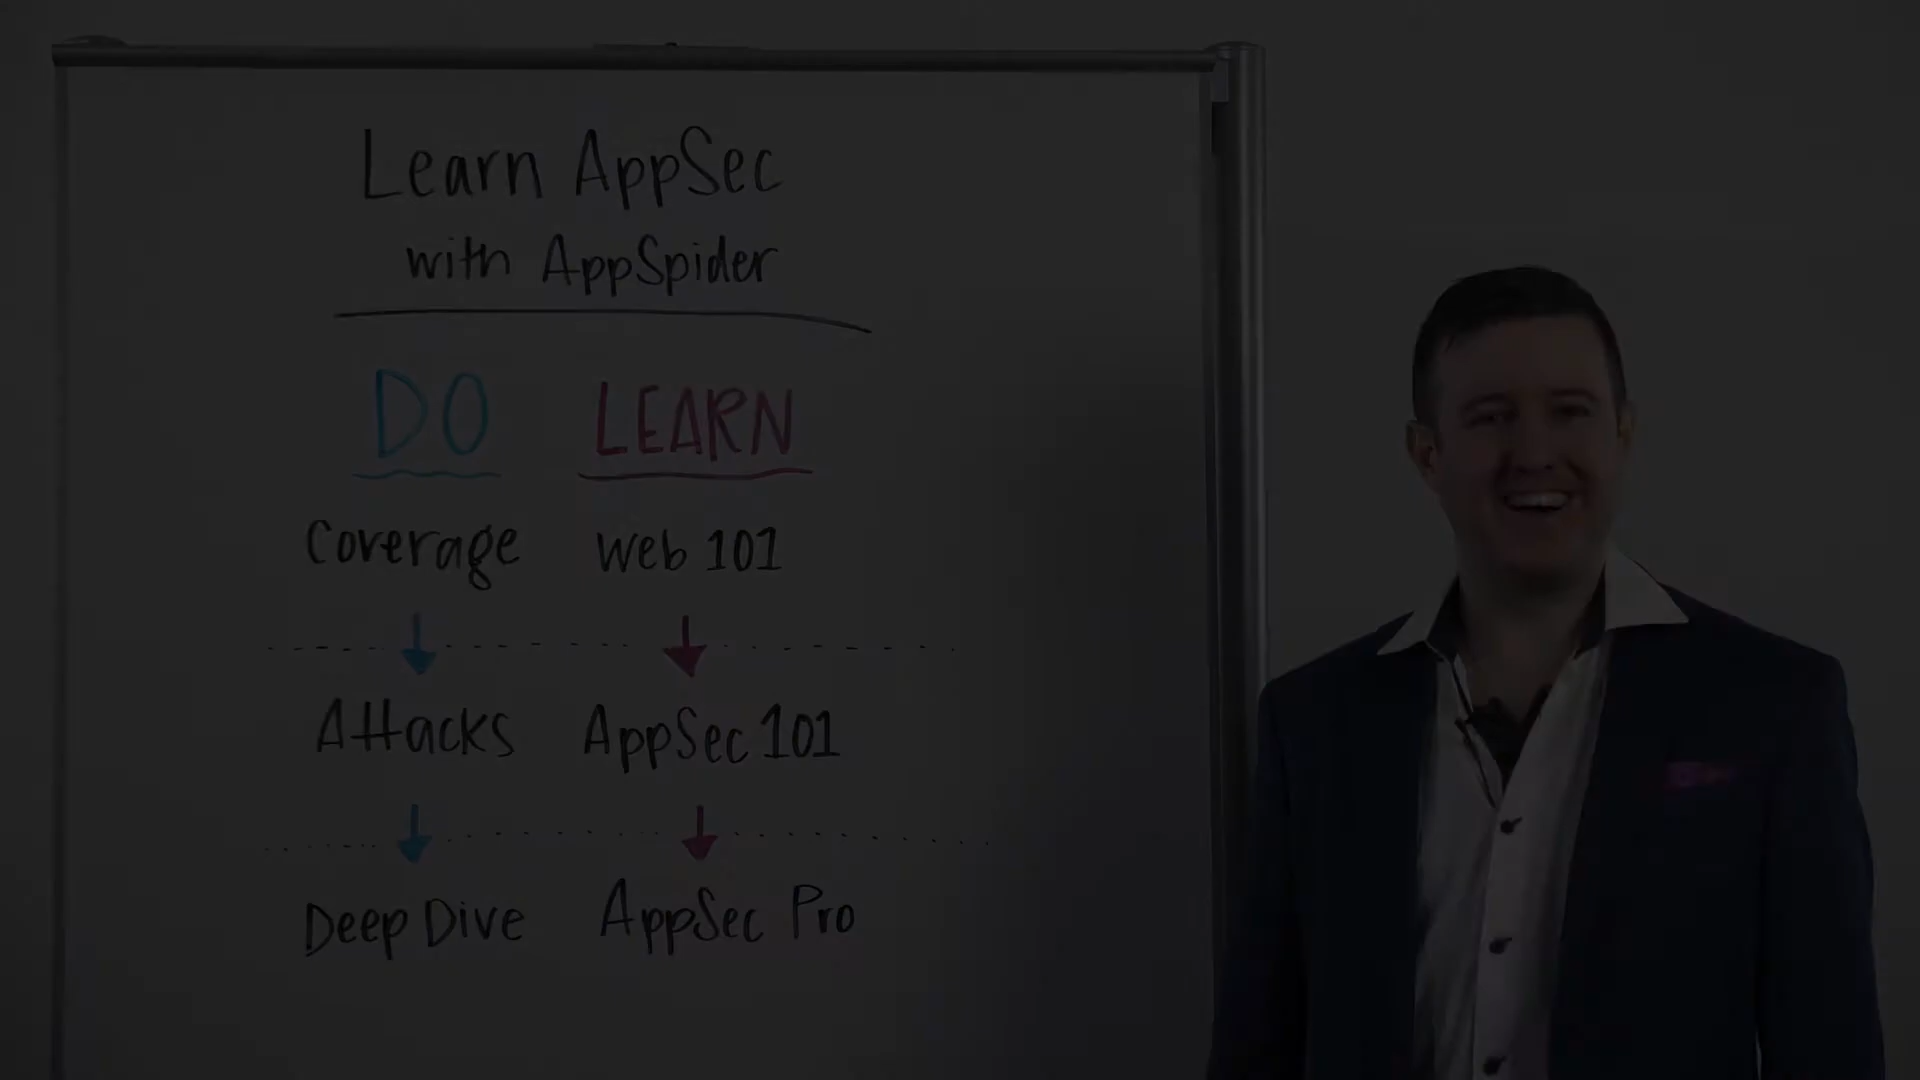 Learn AppSec
with AppSpider
DO LEARN
Coverage Web 101
Attacks AppSec 101
Deep Dive AppSec Pro